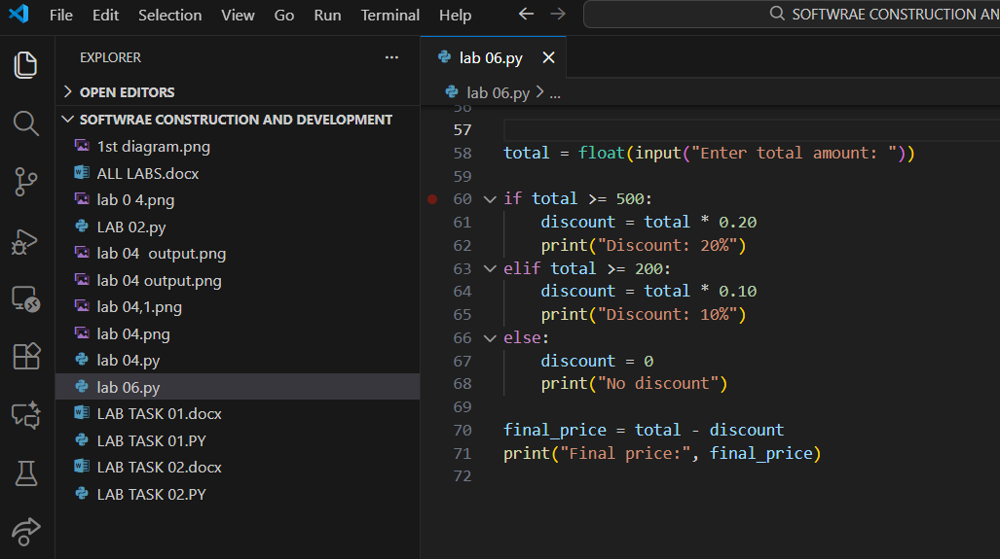 File Edit Selection View Go Run Terminal Help
SOFTWRAE CONSTRUCTION AN
EXPLORER
OPEN EDITORS
SOFTWRAE CONSTRUCTION AND DEVELOPMENT
1st diagram.png
ALL LABS.docx
lab 0 4.png
LAB 02.py
lab 04  output.png
lab 04 output.png
lab 04,1.png
lab 04.png
lab 04.py
lab 06.py
LAB TASK 01.docx
LAB TASK 01.PY
LAB TASK 02.docx
LAB TASK 02.PY
lab 06.py
lab 06.py > ...
56
57
58 total = float(input("Enter total amount: "))
59
60 if total >= 500:
61     discount = total * 0.20
62     print("Discount: 20%")
63 elif total >= 200:
64     discount = total * 0.10
65     print("Discount: 10%")
66 else:
67     discount = 0
68     print("No discount")
69
70 final_price = total - discount
71 print("Final price:", final_price)
72